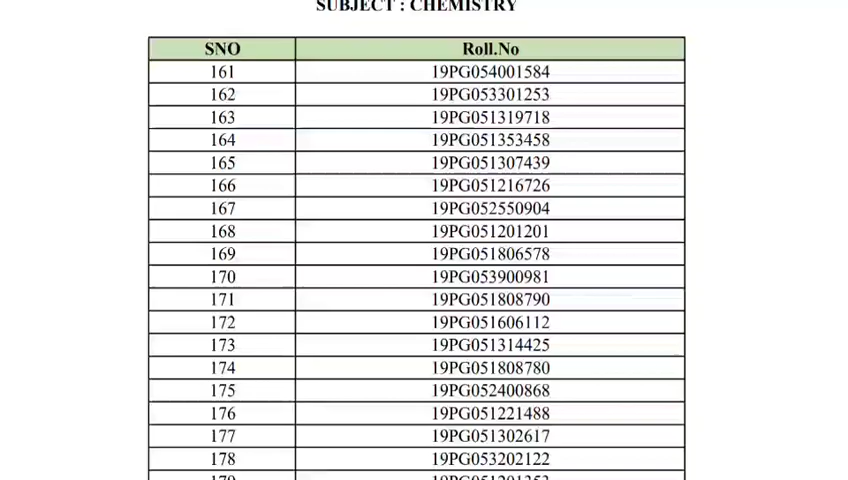 SUBJECT : CHEMISTRY
SNO Roll.No
161 19PG054001584
162 19PG053301253
163 19PG051319718
164 19PG051353458
165 19PG051307439
166 19PG051216726
167 19PG052550904
168 19PG051201201
169 19PG051806578
170 19PG053900981
171 19PG051808790
172 19PG051606112
173 19PG051314425
174 19PG051808780
175 19PG052400868
176 19PG051221488
177 19PG051302617
178 19PG053202122